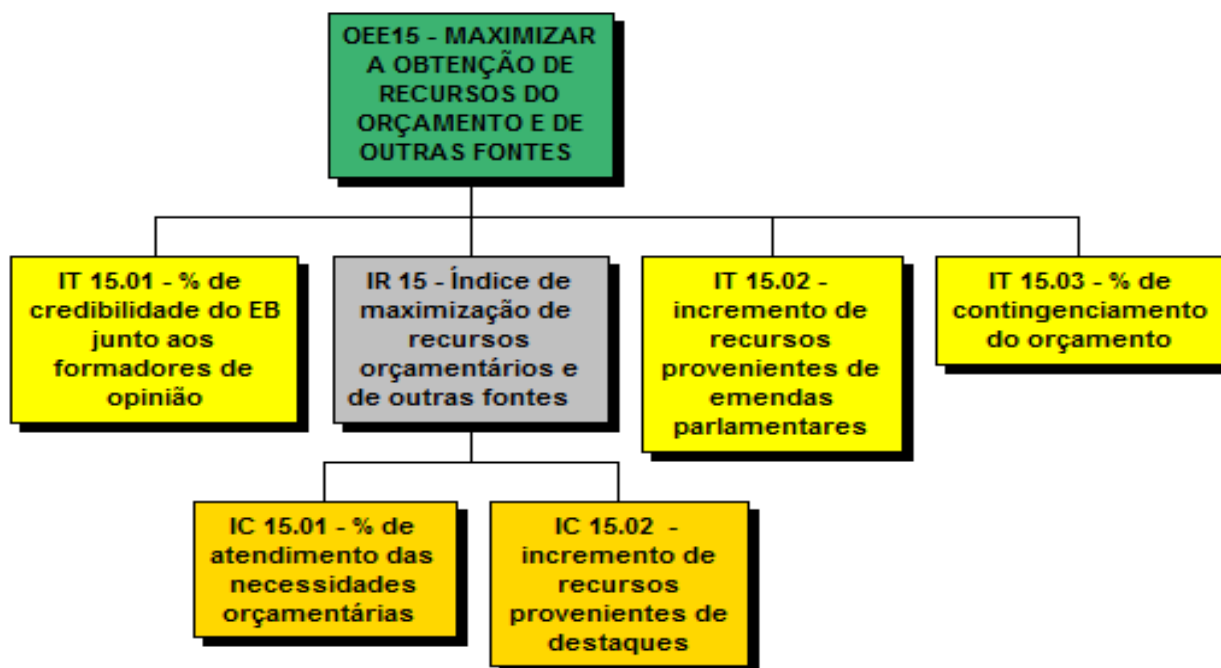 OEE15 - MAXIMIZAR
A OBTENÇÃO DE
RECURSOS DO
ORÇAMENTO E DE
OUTRAS FONTES
IT 15.01 - % de
credibilidade do EB
junto aos
formadores de
opinião
IR 15 - Índice de
maximização de
recursos
orçamentários e
de outras fontes
IT 15.02 -
incremento de
recursos
provenientes de
emendas
parlamentares
IT 15.03 - % de
contingenciamento
do orçamento
IC 15.01 - % de
atendimento das
necessidades
orçamentárias
IC 15.02 -
incremento de
recursos
provenientes de
destaques